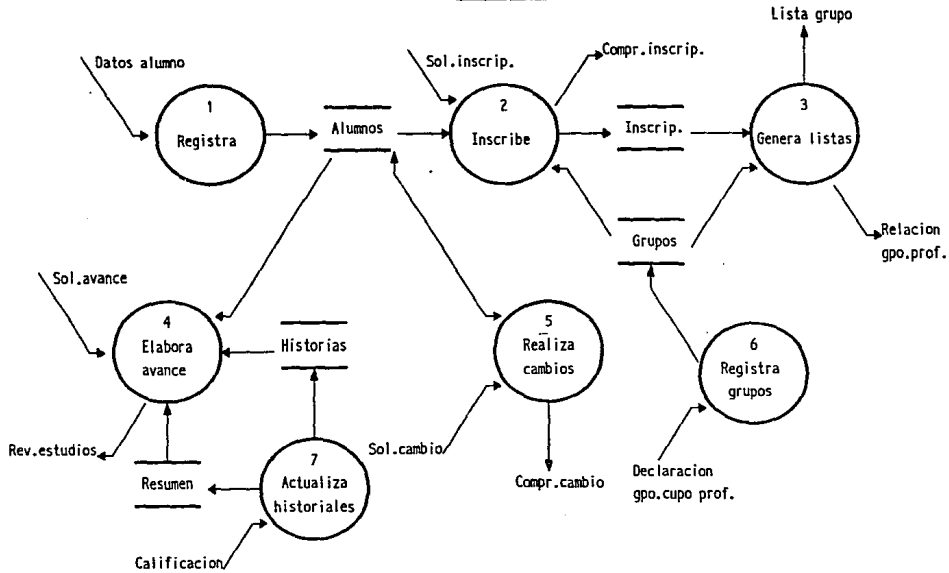 Lista grupo
Datos alumno
Sol.inscrip.
Compr.inscrip.
1
Registra
Alumnos
2
Inscribe
Inscrip.
3
Genera listas
Grupos
Relacion
gpo.prof.
Sol.avance
4
Elabora
avance
Historias
5
Realiza
cambios
6
Registra
grupos
Rev.estudios
Resumen
7
Actualiza
historiales
Sol.cambio
Compr.cambio
Declaracion
gpo.cupo prof.
Calificacion